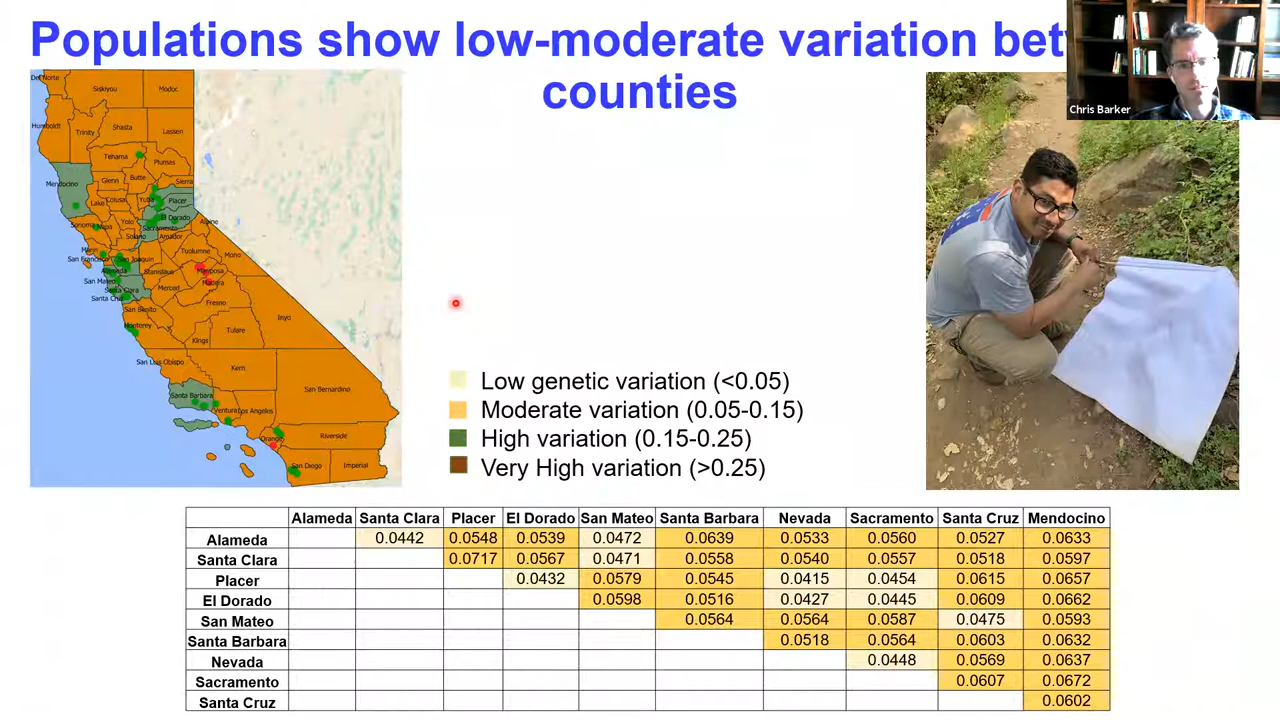 Populations show low-moderate variation bet
counties
Chris Barker
Del Norte
Siskiyou
Modoc
Humboldt
Trinity
Shasta
Lassen
Tehama
Plumas
Glenn
Butte
Sierra
Mendocino
Lake
Colusa
Yuba
Placer
El Dorado
Sonoma
Napa
Yolo
Sacramento
Alpine
Solano
Amador
Marin
Tuolumne
Mono
San Francisco
San Joaquin
Alameda
Stanislaus
Mariposa
San Mateo
Santa Clara
Merced
Madera
Santa Cruz
San Benito
Fresno
Monterey
Inyo
Tulare
Kings
San Luis Obispo
Kern
San Bernardino
Santa Barbara
Ventura
Los Angeles
Orange
Riverside
San Diego
Imperial
Low genetic variation (<0.05)
Moderate variation (0.05-0.15)
High variation (0.15-0.25)
Very High variation (>0.25)
Alameda Santa Clara Placer El Dorado San Mateo Santa Barbara Nevada Sacramento Santa Cruz Mendocino
Alameda 0.0442 0.0548 0.0539 0.0472 0.0639 0.0533 0.0560 0.0527 0.0633
Santa Clara 0.0717 0.0567 0.0471 0.0558 0.0540 0.0557 0.0518 0.0597
Placer 0.0432 0.0579 0.0545 0.0415 0.0454 0.0615 0.0657
El Dorado 0.0598 0.0516 0.0427 0.0445 0.0609 0.0662
San Mateo 0.0564 0.0564 0.0587 0.0475 0.0593
Santa Barbara 0.0518 0.0564 0.0603 0.0632
Nevada 0.0448 0.0569 0.0637
Sacramento 0.0607 0.0672
Santa Cruz 0.0602